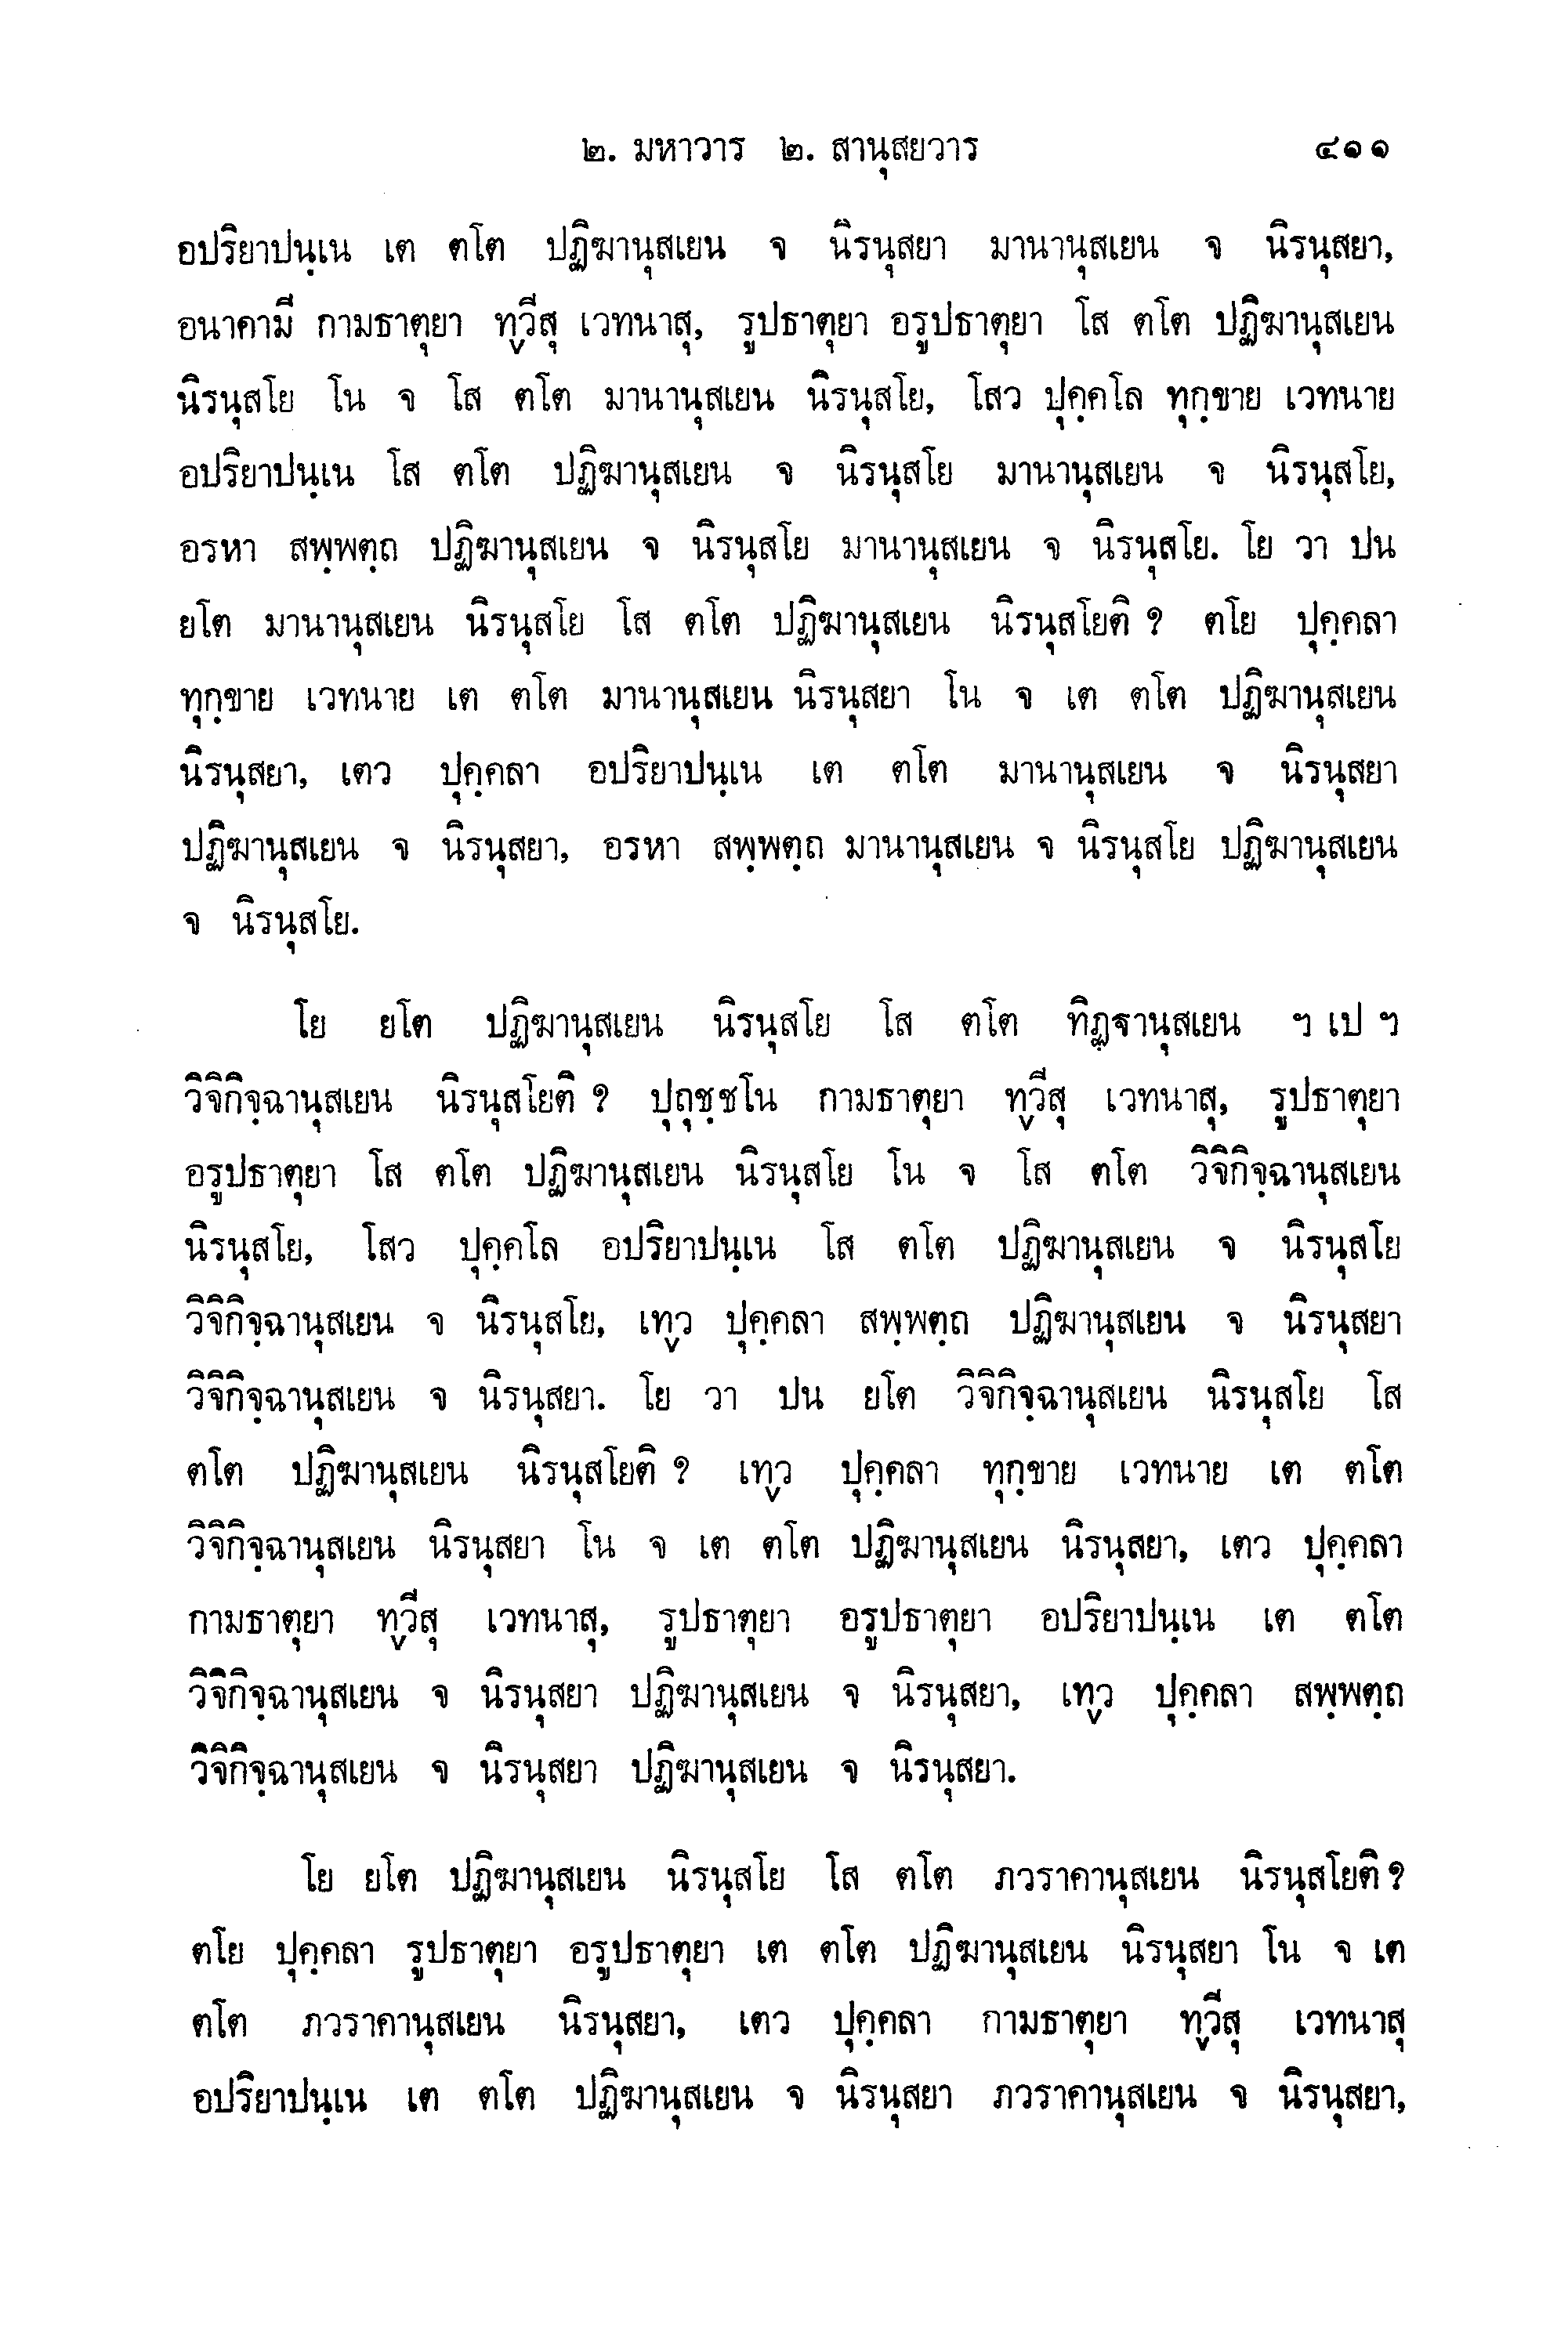 ๒. มหาวาร ๒. สานุสยวาร ๔๑๑
อปริยาปนฺเน เต ตโต ปฏิฆานุสเยน จ นิรนุสยา มานานุสเยน จ นิรนุสยา,
อนาคามี กามธาตุยา ทฺวีสุ เวทนาสุ, รูปธาตุยา อรูปธาตุยา โส ตโต ปฏิฆานุสเยน
นิรนุสโย โน จ โส ตโต มานานุสเยน นิรนุสโย, โสว ปุคฺคโล ทุกฺขาย เวทนาย
อปริยาปนฺเน โส ตโต ปฏิฆานุสเยน จ นิรนุสโย มานานุสเยน จ นิรนุสโย,
อรหา สพฺพตฺถ ปฏิฆานุสเยน จ นิรนุสโย มานานุสเยน จ นิรนุสโย. โย วา ปน
ยโต มานานุสเยน นิรนุสโย โส ตโต ปฏิฆานุสเยน นิรนุสโยติ ? ตโย ปุคฺคลา
ทุกฺขาย เวทนาย เต ตโต มานานุสเยน นิรนุสยา โน จ เต ตโต ปฏิฆานุสเยน
นิรนุสยา, เตว ปุคฺคลา อปริยาปนฺเน เต ตโต มานานุสเยน จ นิรนุสยา
ปฏิฆานุสเยน จ นิรนุสยา, อรหา สพฺพตฺถ มานานุสเยน จ นิรนุสโย ปฏิฆานุสเยน
จ นิรนุสโย.
โย ยโต ปฏิฆานุสเยน นิรนุสโย โส ตโต ทิฏฺฐานุสเยน ฯ เป ฯ
วิจิกิจฺฉานุสเยน นิรนุสโยติ ? ปุถุชฺชโน กามธาตุยา ทฺวีสุ เวทนาสุ, รูปธาตุยา
อรูปธาตุยา โส ตโต ปฏิฆานุสเยน นิรนุสโย โน จ โส ตโต วิจิกิจฺฉานุสเยน
นิรนุสโย, โสว ปุคฺคโล อปริยาปนฺเน โส ตโต ปฏิฆานุสเยน จ นิรนุสโย
วิจิกิจฺฉานุสเยน จ นิรนุสโย, เทฺว ปุคฺคลา สพฺพตฺถ ปฏิฆานุสเยน จ นิรนุสยา
วิจิกิจฺฉานุสเยน จ นิรนุสยา. โย วา ปน ยโต วิจิกิจฺฉานุสเยน นิรนุสโย โส
ตโต ปฏิฆานุสเยน นิรนุสโยติ ? เทฺว ปุคฺคลา ทุกฺขาย เวทนาย เต ตโต
วิจิกิจฺฉานุสเยน นิรนุสยา โน จ เต ตโต ปฏิฆานุสเยน นิรนุสยา, เตว ปุคฺคลา
กามธาตุยา ทฺวีสุ เวทนาสุ, รูปธาตุยา อรูปธาตุยา อปริยาปนฺเน เต ตโต
วิจิกิจฺฉานุสเยน จ นิรนุสยา ปฏิฆานุสเยน จ นิรนุสยา, เทฺว ปุคฺคลา สพฺพตฺถ
วิจิกิจฺฉานุสเยน จ นิรนุสยา ปฏิฆานุสเยน จ นิรนุสยา.
โย ยโต ปฏิฆานุสเยน นิรนุสโย โส ตโต ภวราคานุสเยน นิรนุสโยติ ?
ตโย ปุคฺคลา รูปธาตุยา อรูปธาตุยา เต ตโต ปฏิฆานุสเยน นิรนุสยา โน จ เต
ตโต ภวราคานุสเยน นิรนุสยา, เตว ปุคฺคลา กามธาตุยา ทฺวีสุ เวทนาสุ
อปริยาปนฺเน เต ตโต ปฏิฆานุสเยน จ นิรนุสยา ภวราคานุสเยน จ นิรนุสยา,